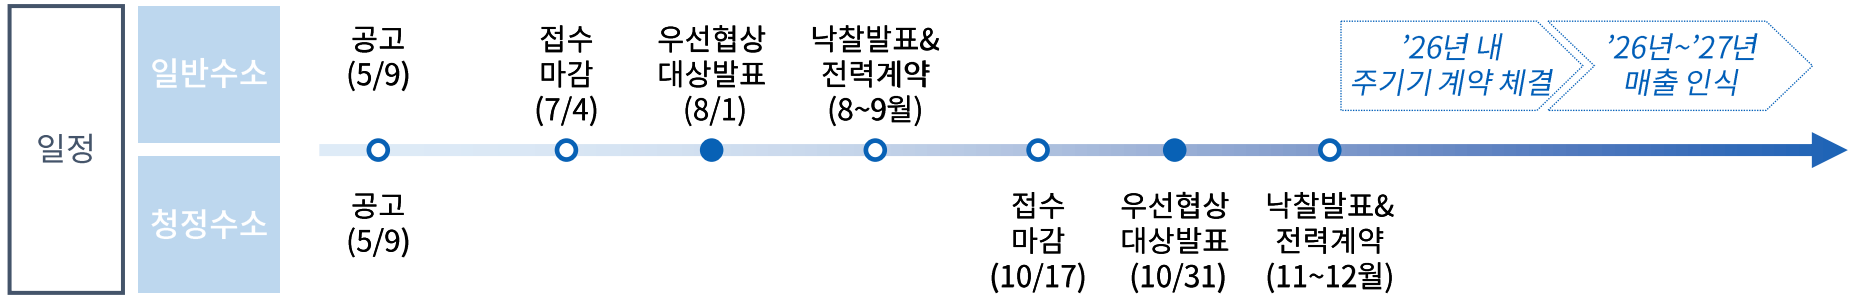 일정
일반수소
공고
(5/9)
접수
마감
(7/4)
우선협상
대상발표
(8/1)
낙찰발표&
전력계약
(8~9월)
’26년 내
주기기 계약 체결
’26년~’27년
매출 인식
청정수소
공고
(5/9)
접수
마감
(10/17)
우선협상
대상발표
(10/31)
낙찰발표&
전력계약
(11~12월)